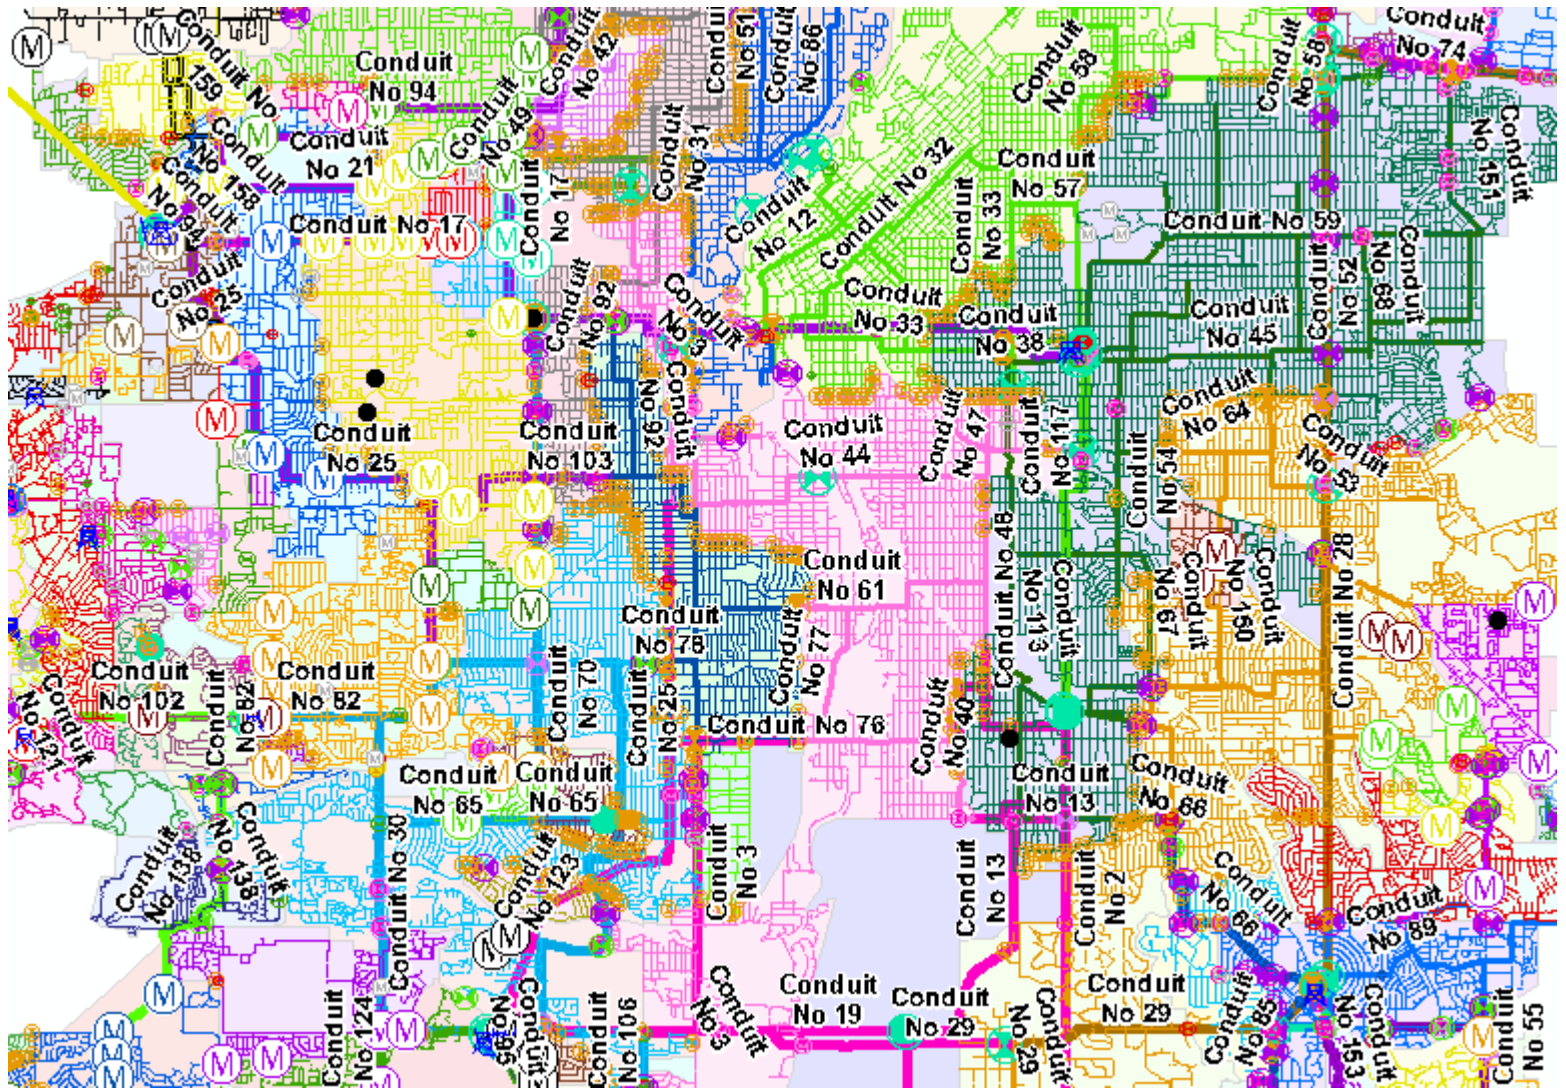 Conduit
No 159
Conduit
No 94
Conduit
No 42
Conduit
No 51
Conduit
No 86
Conduit
No 58
Conduit
No 58
Conduit
No 74
Conduit
No 49
Conduit
No 21
Conduit
No 158
Conduit
No 31
Conduit No 32
Conduit
No 57
Conduit
No 151
Conduit
No 17
Conduit
No 12
Conduit
No 33
Conduit No 59
Conduit No 17
Conduit
No 25
Conduit
No 92
Conduit
No 3
Conduit
No 33
Conduit
No 38
Conduit
No 45
Conduit
No 52
Conduit
No 68
Conduit
No 92
Conduit
No 25
Conduit
No 103
Conduit
No 44
Conduit
No 47
Conduit
No 117
Conduit
No 54
Conduit
No 64
Conduit
No 53
Conduit No 46
Conduit
No 61
Conduit
No 113
Conduit
No 67
Conduit
No 150
Conduit No 28
Conduit
No 78
Conduit
No 77
Conduit
No 102
Conduit
No 82
Conduit
No 82
Conduit
No 70
Conduit
No 25
Conduit No 76
Conduit
No 40
Conduit
No 121
Conduit
No 65
Conduit
No 65
Conduit
No 13
Conduit
No 66
Conduit
No 138
Conduit
No 138
Conduit No 30
Conduit
No 123
Conduit
No 3
Conduit
No 13
Conduit
No 2
Conduit
No 66
Conduit
No 89
Conduit
No 124
Conduit
No 95
Conduit
No 106
Conduit
No 3
Conduit
No 19
Conduit
No 29
Conduit
No 29
Conduit
No 29
Conduit
No 85
Conduit
No 153
Conduit
No 55